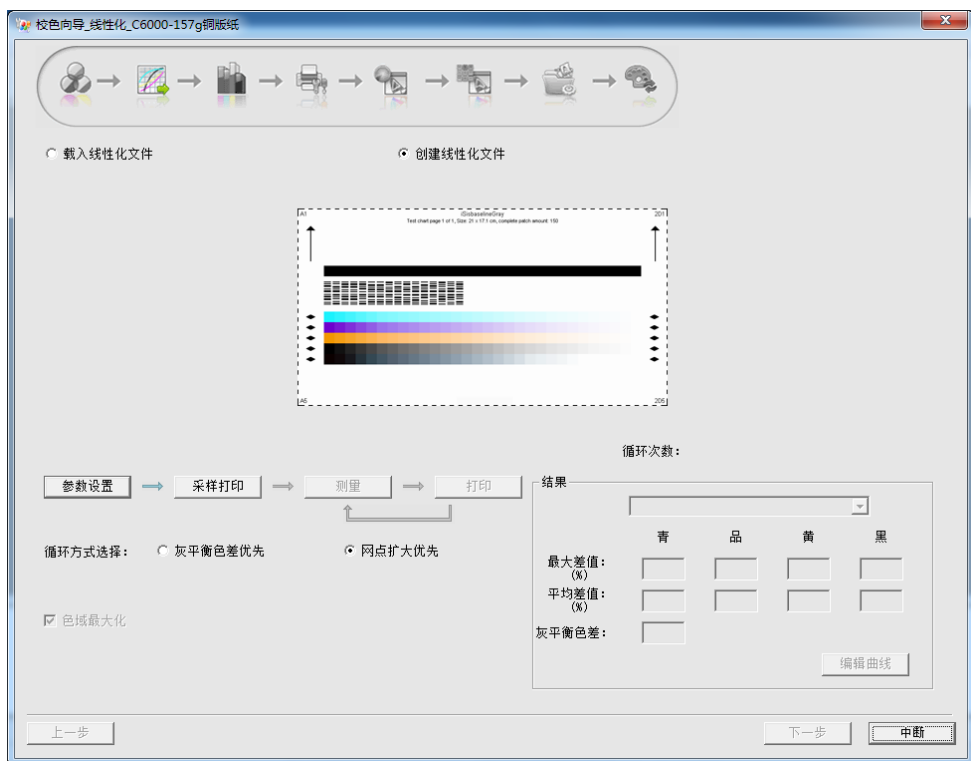 校色向导_线性化_C6000-157g铜版纸
载入线性化文件
创建线性化文件
A1
iSisbaselineGray
2D1
Test chart page 1 of 1, Size: 21 x 17.1 cm, complete patch amount: 150
A5
2D5
循环次数：
参数设置
采样打印
测量
打印
结果
青 品 黄 黑
循环方式选择：
灰平衡色差优先
网点扩大优先
最大差值：
(%)
平均差值：
(%)
色域最大化
灰平衡色差：
编辑曲线
上一步
下一步
中断